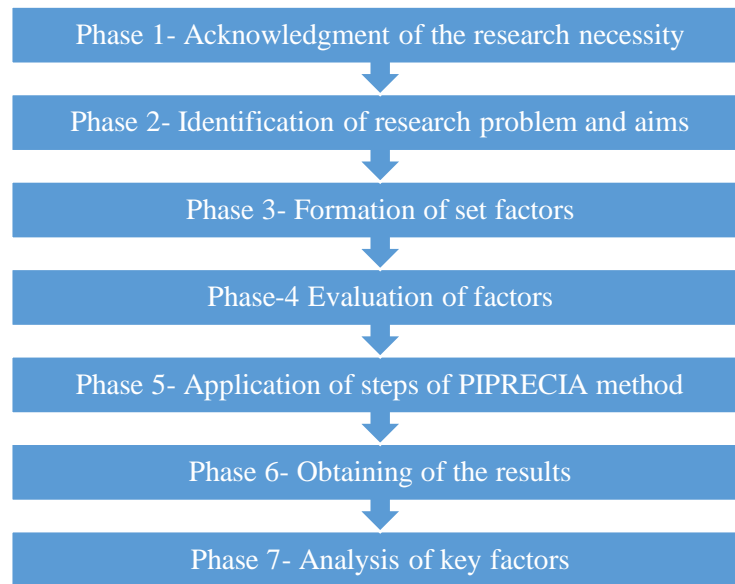 Phase 1- Acknowledgment of the research necessity
Phase 2- Identification of research problem and aims
Phase 3- Formation of set factors
Phase-4 Evaluation of factors
Phase 5- Application of steps of PIPRECIA method
Phase 6- Obtaining of the results
Phase 7- Analysis of key factors